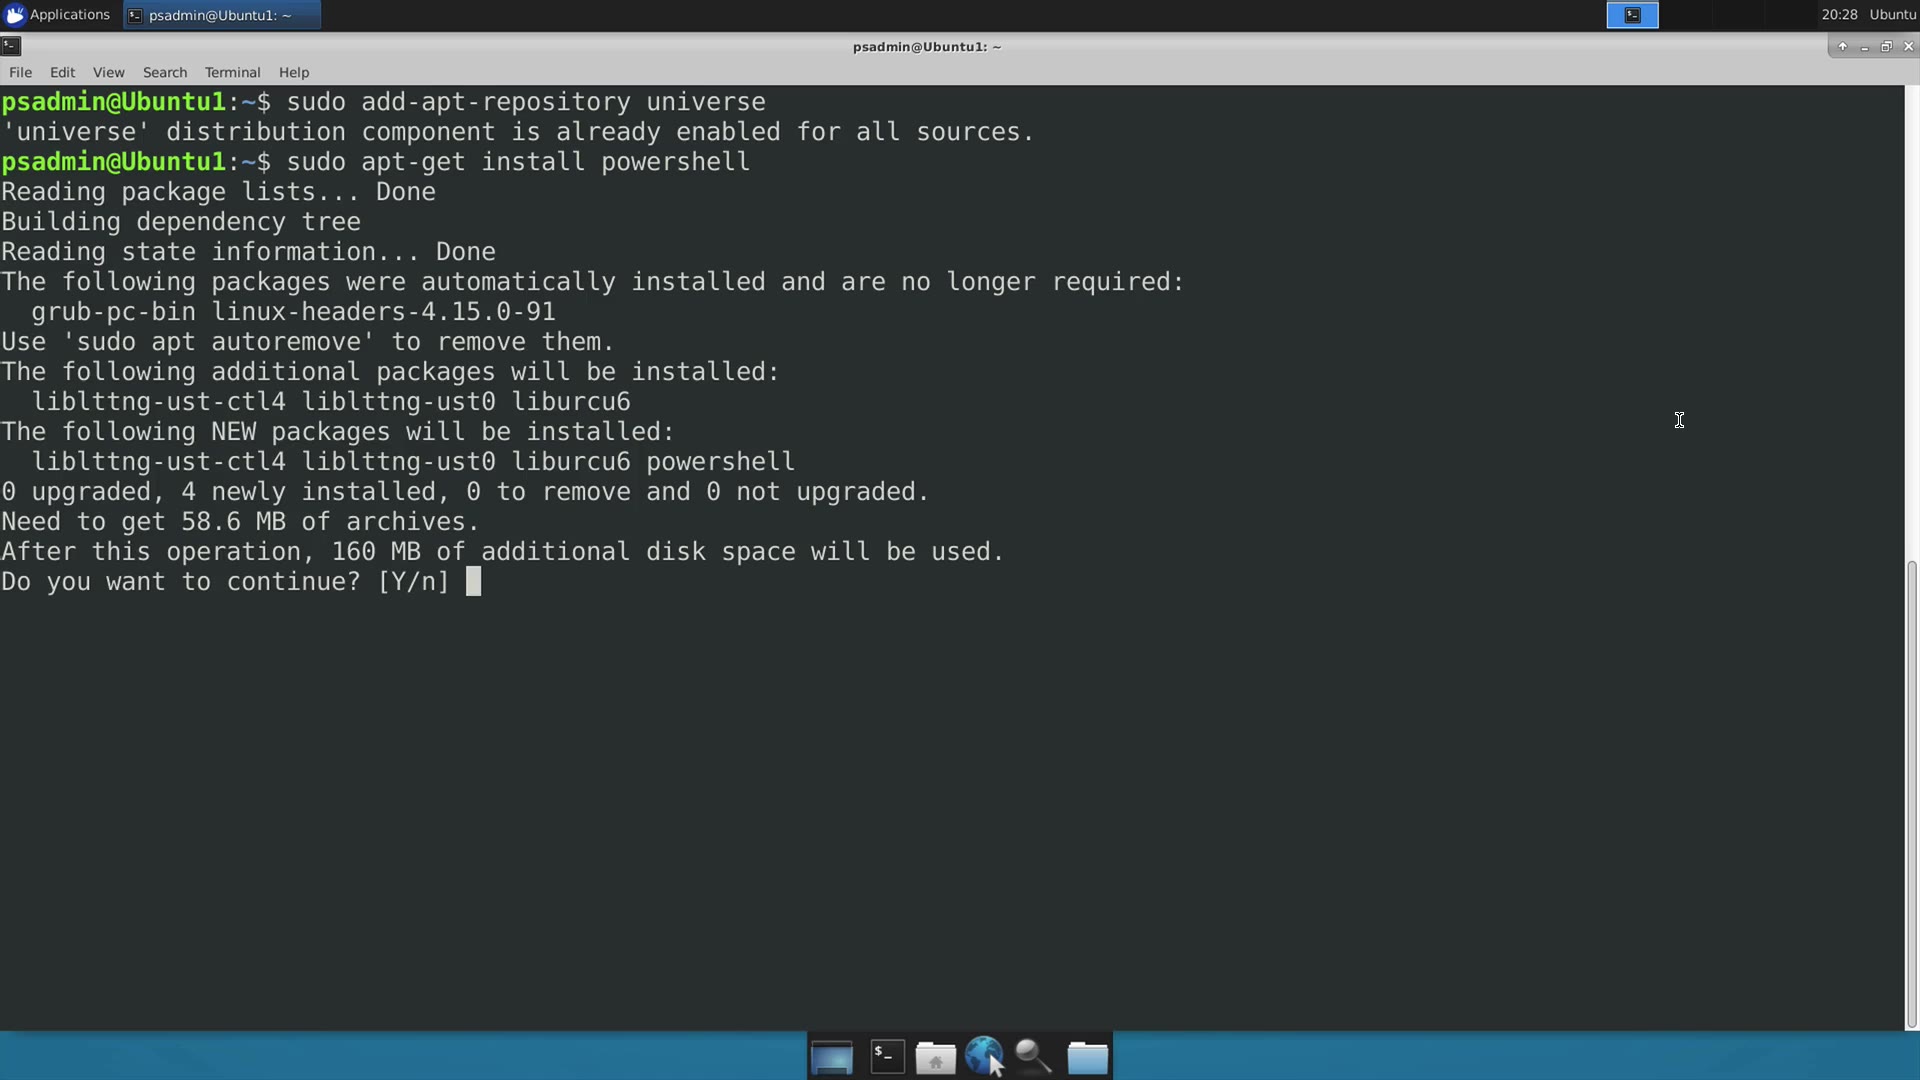 Applications
psadmin@Ubuntu1: ~
20:28
Ubuntu
psadmin@Ubuntu1: ~
File Edit View Search Terminal Help
psadmin@Ubuntu1:~$ sudo add-apt-repository universe
'universe' distribution component is already enabled for all sources.
psadmin@Ubuntu1:~$ sudo apt-get install powershell
Reading package lists... Done
Building dependency tree
Reading state information... Done
The following packages were automatically installed and are no longer required:
  grub-pc-bin linux-headers-4.15.0-91
Use 'sudo apt autoremove' to remove them.
The following additional packages will be installed:
  liblttng-ust-ctl4 liblttng-ust0 liburcu6
The following NEW packages will be installed:
  liblttng-ust-ctl4 liblttng-ust0 liburcu6 powershell
0 upgraded, 4 newly installed, 0 to remove and 0 not upgraded.
Need to get 58.6 MB of archives.
After this operation, 160 MB of additional disk space will be used.
Do you want to continue? [Y/n]